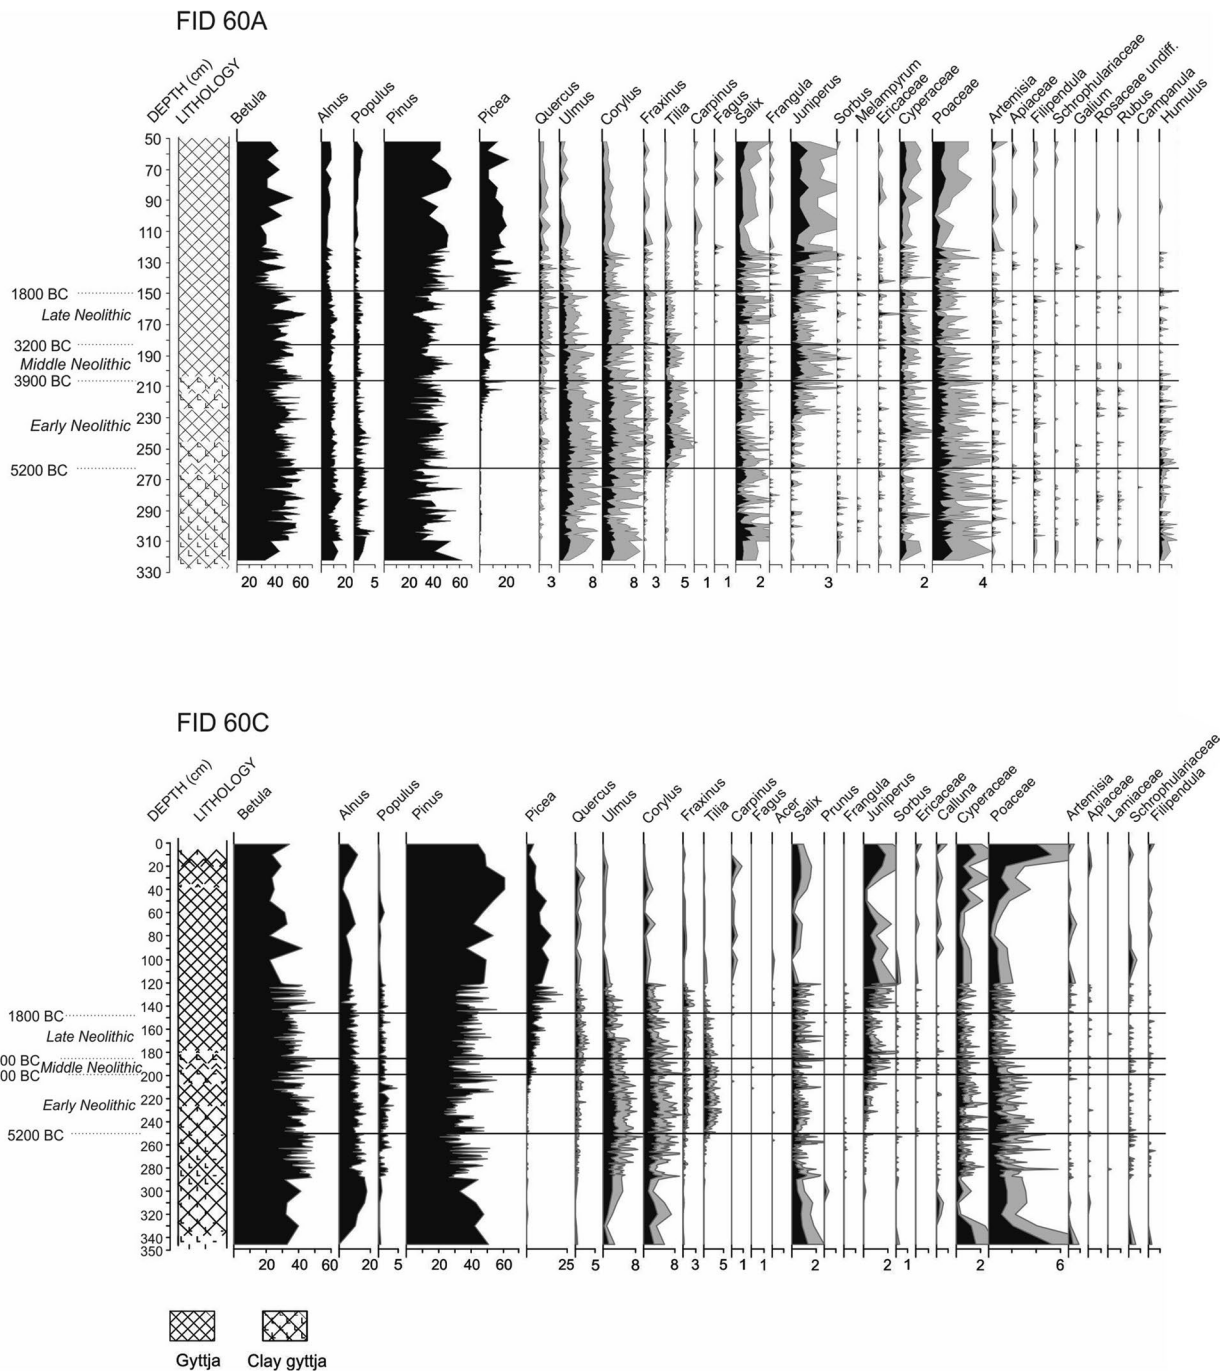 FID 60A
DEPTH (cm)
LITHOLOGY
Betula
Alnus
Populus
Pinus
Picea
Quercus
Ulmus
Corylus
Fraxinus
Tilia
Carpinus
Fagus
Salix
Frangula
Juniperus
Sorbus
Melampyrum
Ericaceae
Cyperaceae
Poaceae
Artemisia
Apiaceae
Filipendula
Schrophulariaceae
Galium
Rosaceae undiff.
Rubus
Campanula
Humulus
50
70
90
110
130
1800 BC 150
Late Neolithic 170
3200 BC
Middle Neolithic 190
3900 BC 210
230
Early Neolithic
250
5200 BC 270
290
310
330
20 40 60 20 5 20 40 60 20 3 8 8 3 5 1 1 2 3 2 4
FID 60C
DEPTH (cm)
LITHOLOGY
Betula
Alnus
Populus
Pinus
Picea
Quercus
Ulmus
Corylus
Fraxinus
Tilia
Carpinus
Fagus
Acer
Salix
Prunus
Frangula
Juniperus
Sorbus
Ericaceae
Calluna
Cyperaceae
Poaceae
Artemisia
Apiaceae
Lamiaceae
Schrophulariaceae
Filipendula
0
20
40
60
80
100
120
140
1800 BC
Late Neolithic 160
180
00 BC
Middle Neolithic
00 BC 200
220
Early Neolithic
240
5200 BC
260
280
300
320
340
350
20 40 60 20 5 20 40 60 25 5 8 8 3 5 1 1 2 2 1 2 6
Gyttja Clay gyttja